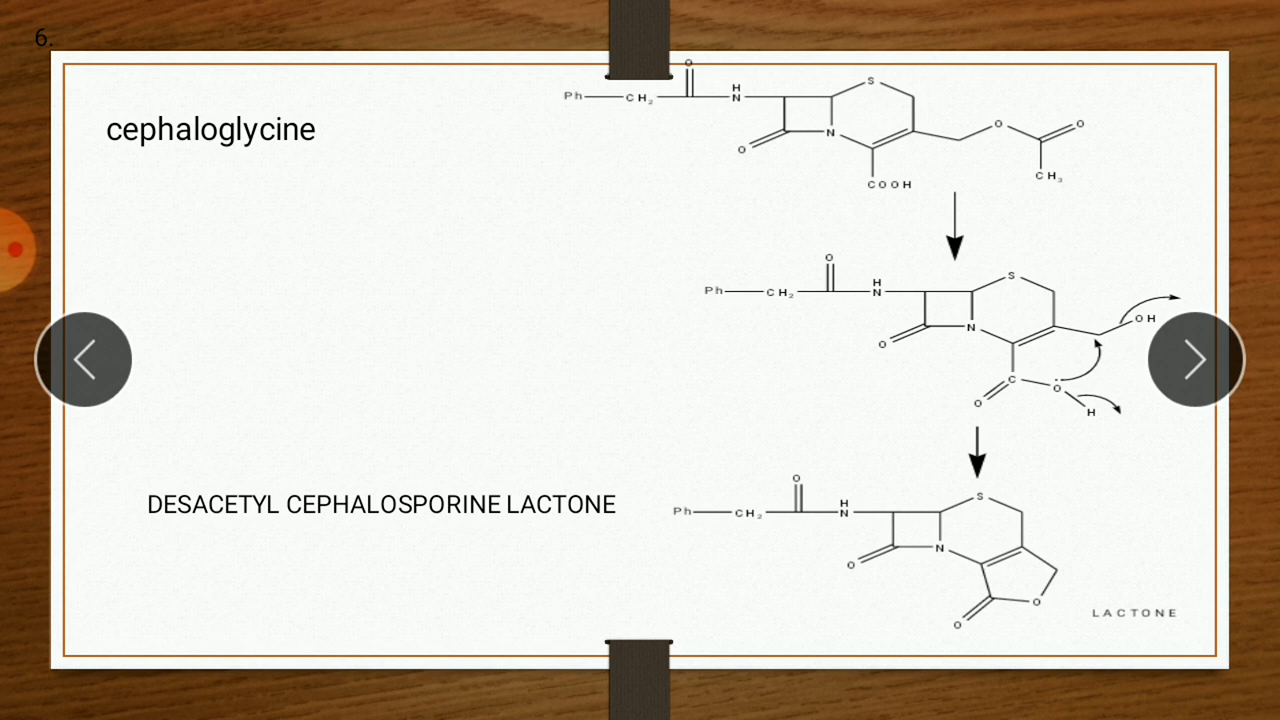 6.
cephaloglycine
O
Ph CH₂ H N S
N O O
O
COOH CH₃
O
Ph CH₂ H N S
OH
N
O
C O
O H
DESACETYL CEPHALOSPORINE LACTONE
O
Ph CH₂ H N S
N
O
O
O
LACTONE